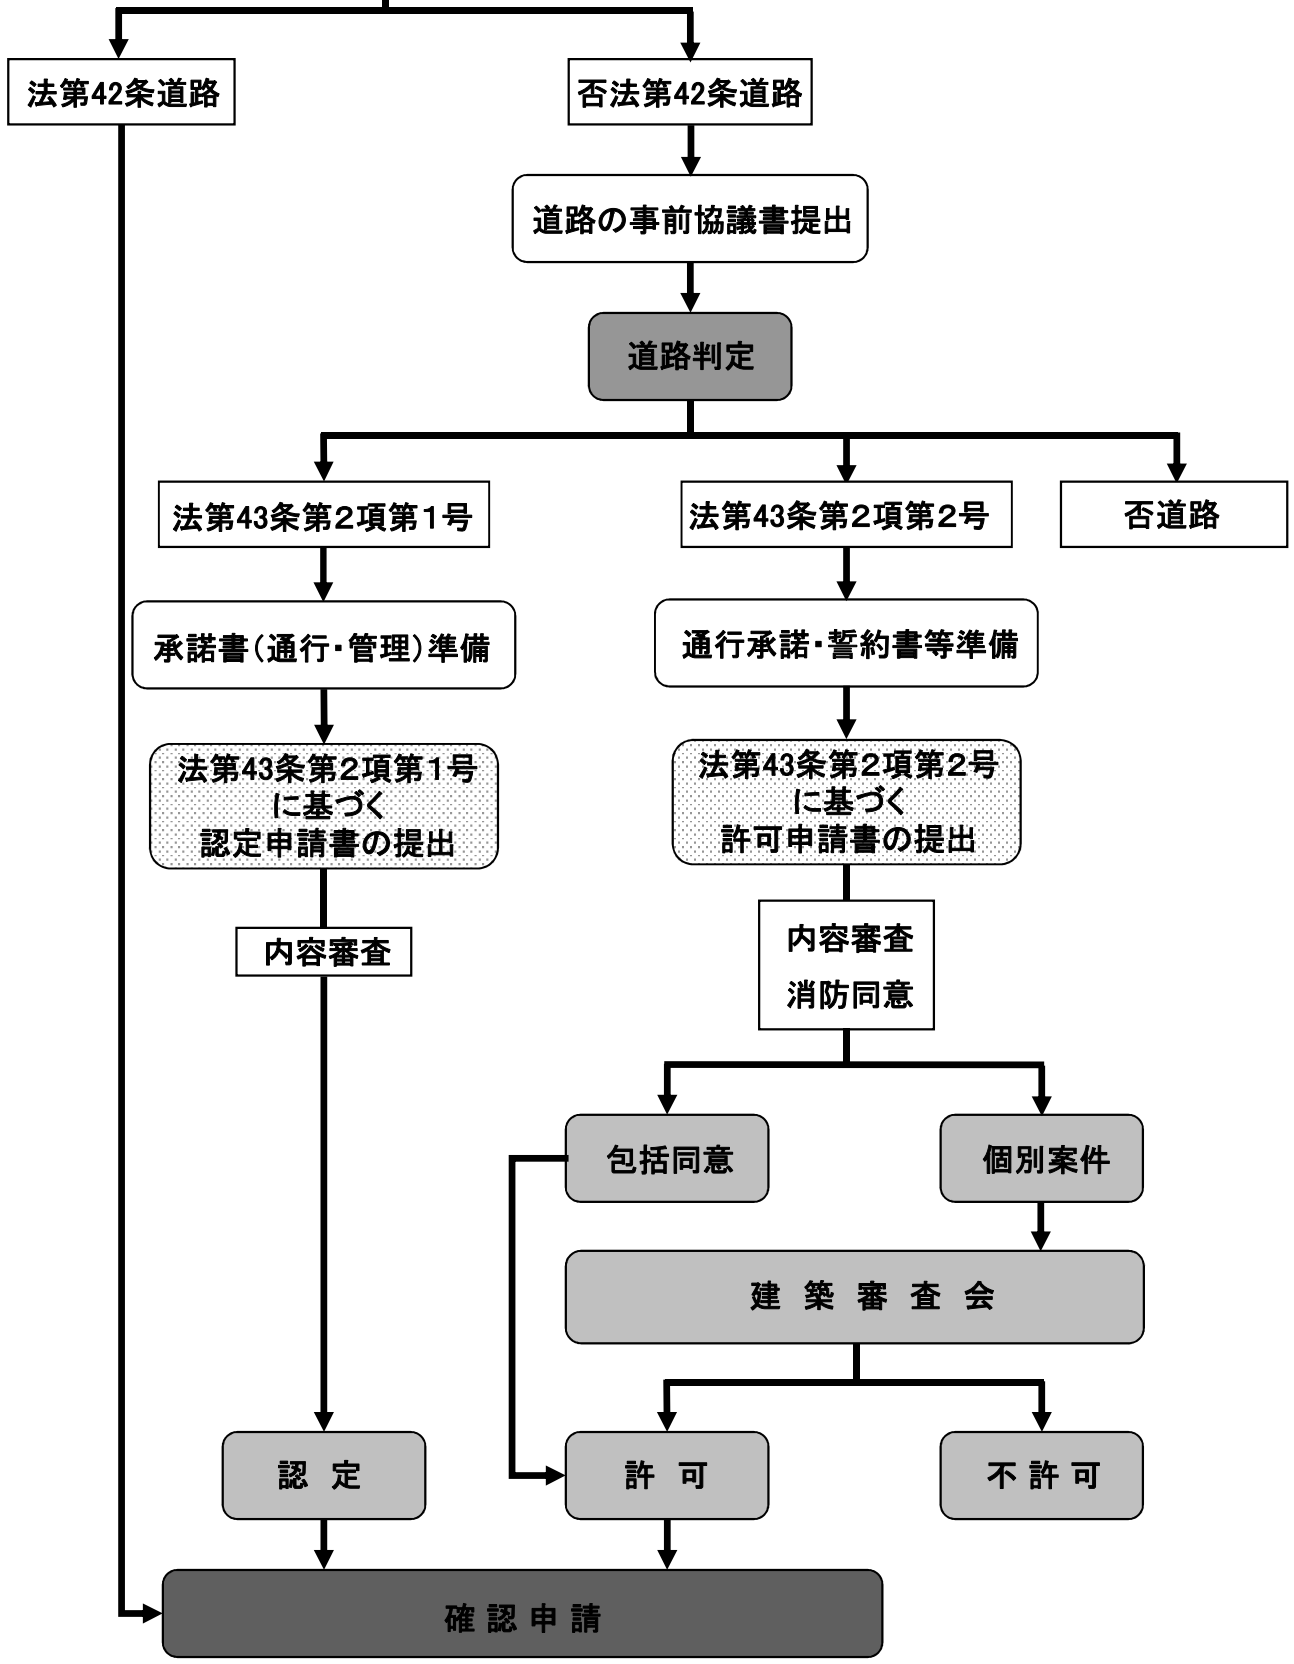 法第42条道路
否法第42条道路
道路の事前協議書提出
道路判定
法第43条第２項第１号
法第43条第２項第２号
否道路
承諾書（通行・管理）準備
通行承諾・誓約書等準備
法第43条第２項第１号
に基づく
認定申請書の提出
法第43条第２項第２号
に基づく
許可申請書の提出
内容審査
内容審査
消防同意
包括同意
個別案件
建 築 審 査 会
認 定
許 可
不 許 可
確 認 申 請